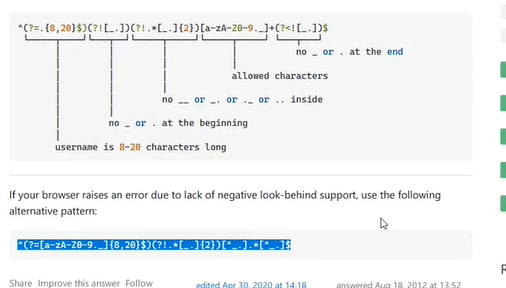 ^(?=.{8,20}$)(?![_.])(?!.*[_.]{2})[a-zA-Z0-9._]+(?<![_.])$
no _ or . at the end
allowed characters
no __ or _. or ._ or .. inside
no _ or . at the beginning
username is 8-20 characters long
If your browser raises an error due to lack of negative look-behind support, use the following
alternative pattern:
^(?=[a-zA-Z0-9._]{8,20}$)(?!.*[_.]{2})[^_.].*[^_.]$
Share Improve this answer Follow
edited Apr 30, 2020 at 14:18
answered Aug 18, 2012 at 13:52